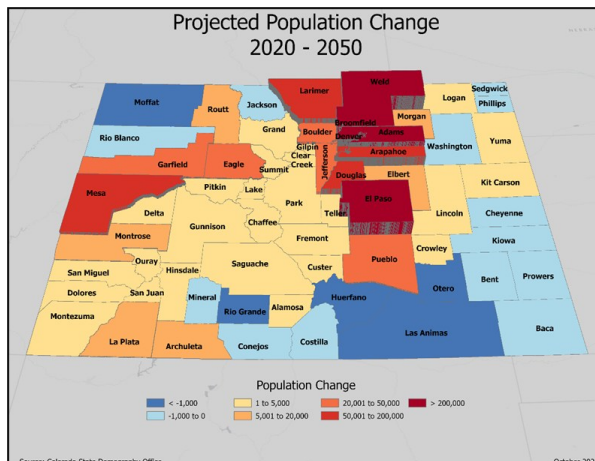 Projected Population Change
2020 - 2050
Moffat
Routt
Jackson
Larimer
Weld
Logan
Sedgwick
Phillips
Rio Blanco
Grand
Boulder
Broomfield
Morgan
Denver
Adams
Washington
Yuma
Garfield
Eagle
Gilpin
Clear
Creek
Jefferson
Arapahoe
Summit
Douglas
Elbert
Kit Carson
Mesa
Pitkin
Lake
Park
Delta
Gunnison
Chaffee
Teller
El Paso
Lincoln
Cheyenne
Montrose
Fremont
Kiowa
Ouray
Crowley
Pueblo
San Miguel
Hinsdale
Saguache
Custer
Otero
Bent
Prowers
Dolores
San Juan
Mineral
Rio Grande
Alamosa
Huerfano
Montezuma
La Plata
Archuleta
Conejos
Costilla
Las Animas
Baca
Population Change
< -1,000
1 to 5,000
20,001 to 50,000
> 200,000
-1,000 to 0
5,001 to 20,000
50,001 to 200,000
Source: Colorado State Demography Office
October